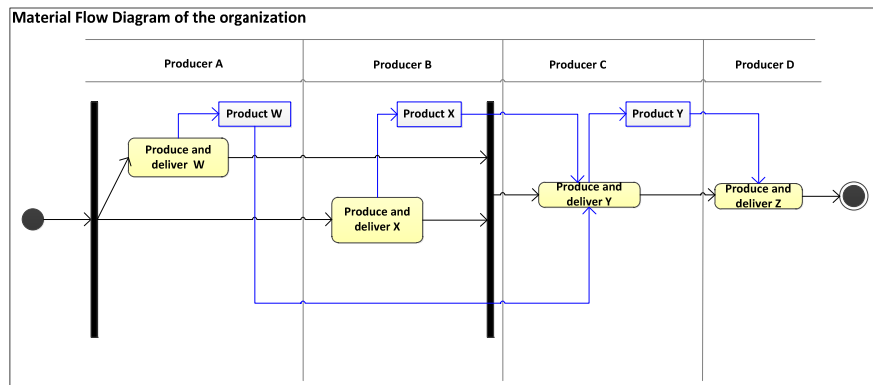 Material Flow Diagram of the organization
Producer A
Producer B
Producer C
Producer D
Product W
Product X
Product Y
Produce and
deliver W
Produce and
deliver X
Produce and
deliver Y
Produce and
deliver Z